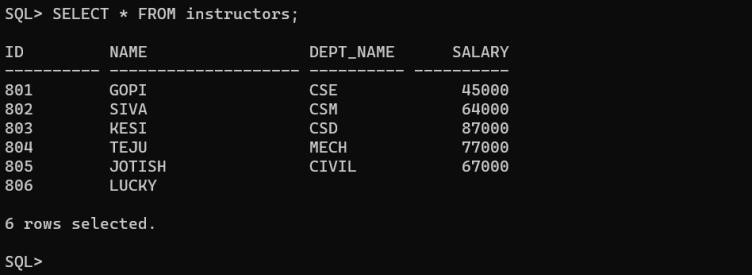 SQL> SELECT * FROM instructors;
ID         NAME                 DEPT_NAME      SALARY
---------- -------------------- ---------- ----------
801        GOPI                 CSE             45000
802        SIVA                 CSM             64000
803        KESI                 CSD             87000
804        TEJU                 MECH            77000
805        JOTISH               CIVIL           67000
806        LUCKY
6 rows selected.
SQL>